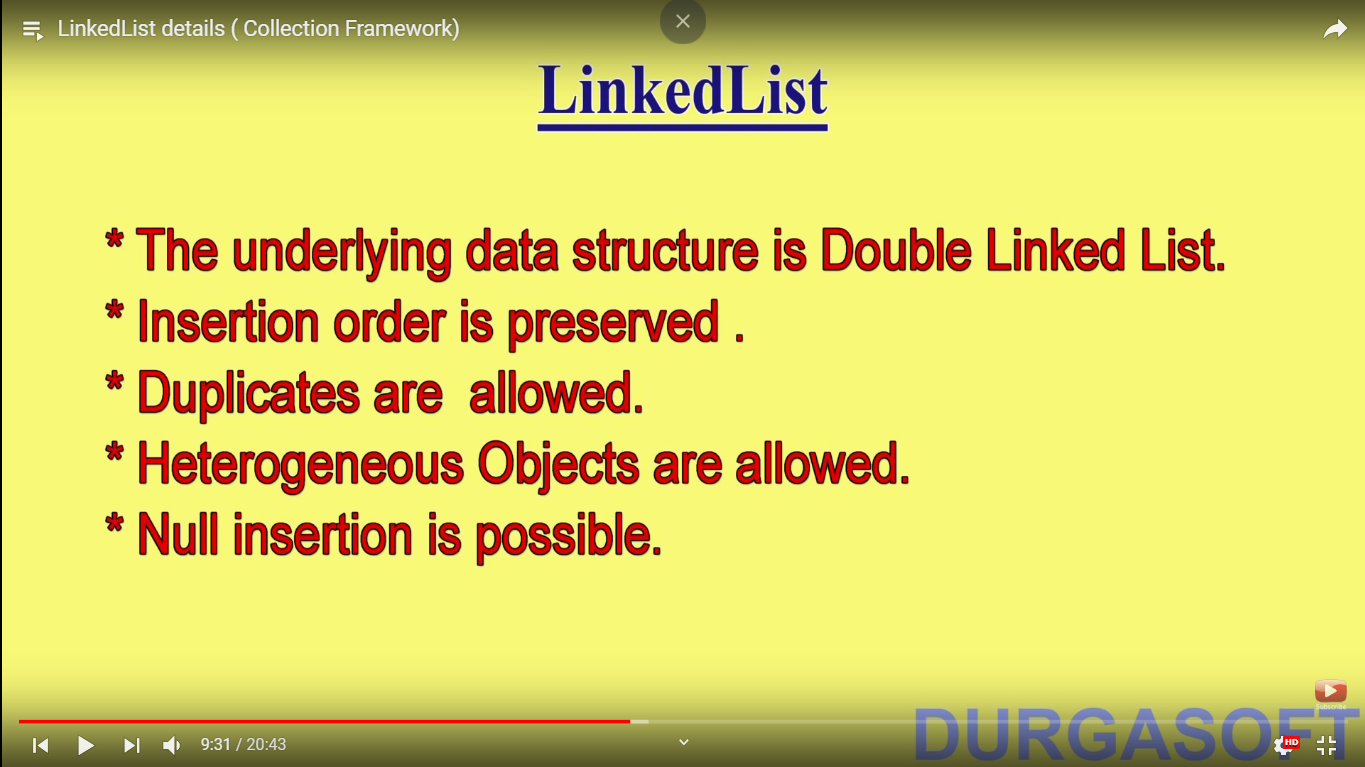 LinkedList details ( Collection Framework)
LinkedList
* The underlying data structure is Double Linked List.
* Insertion order is preserved .
* Duplicates are allowed.
* Heterogeneous Objects are allowed.
* Null insertion is possible.
Subscribe
DURGASOFT
9:31 / 20:43
HD